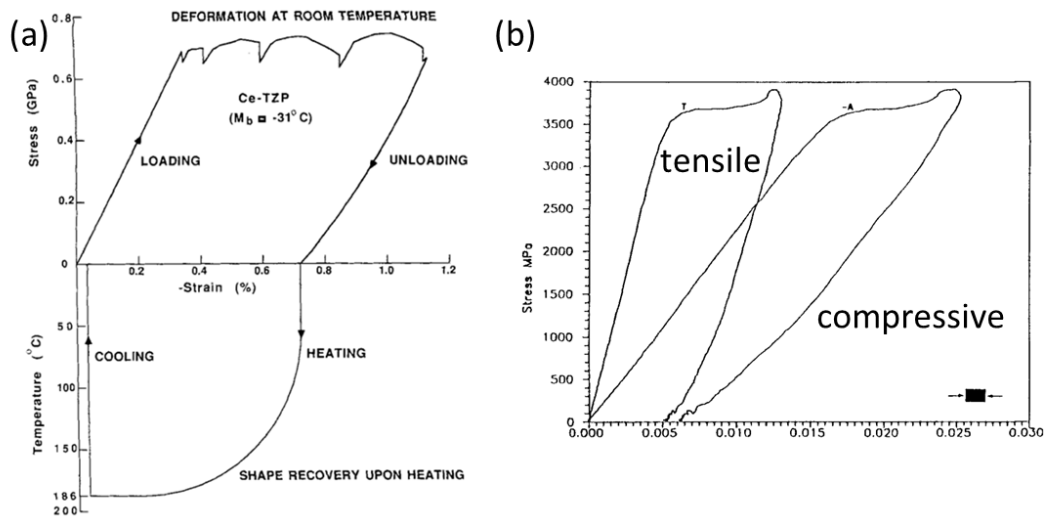 (a)
DEFORMATION AT ROOM TEMPERATURE
0.8
0.6
0.4
0.2
0
Stress (GPa)
Ce-TZP
(Mb = -31°C)
LOADING
UNLOADING
0.2 0.4 0.6 0.8 1.0 1.2
-Strain (%)
50
100
150
186
200
Temperature (°C)
COOLING
HEATING
SHAPE RECOVERY UPON HEATING
(b)
4000
3500
3000
2500
2000
1500
1000
500
0
Stress MPa
T
-A
tensile
compressive
0.000 0.005 0.010 0.015 0.020 0.025 0.030